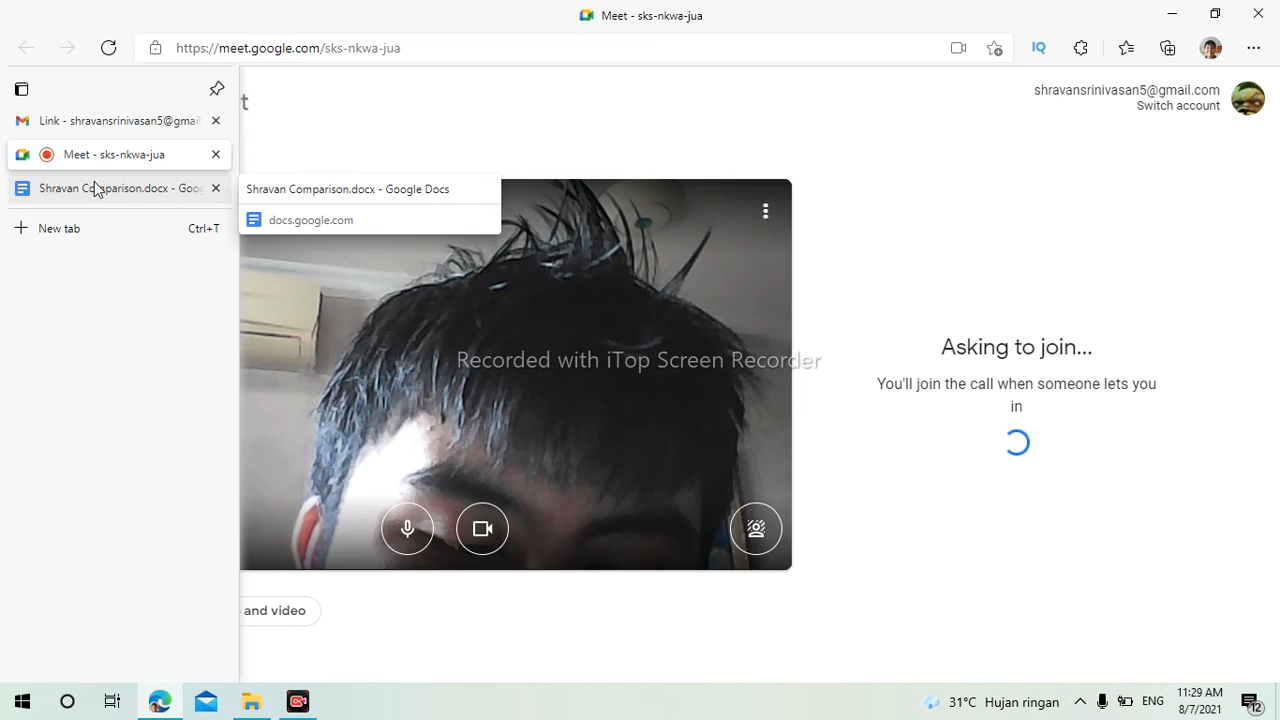 Meet - sks-nkwa-jua
https://meet.google.com/sks-nkwa-jua
IQ
t
shravansrinivasan5@gmail.com
Switch account
Link - shravansrinivasan5@gmail
Meet - sks-nkwa-jua
Shravan Comparison.docx - Goo
New tab
Ctrl+T
Shravan Comparison.docx - Google Docs
docs.google.com
Recorded with iTop Screen Recorder
Asking to join...
You'll join the call when someone lets you
in
and video
31°C Hujan ringan
ENG
11:29 AM
8/7/2021
12